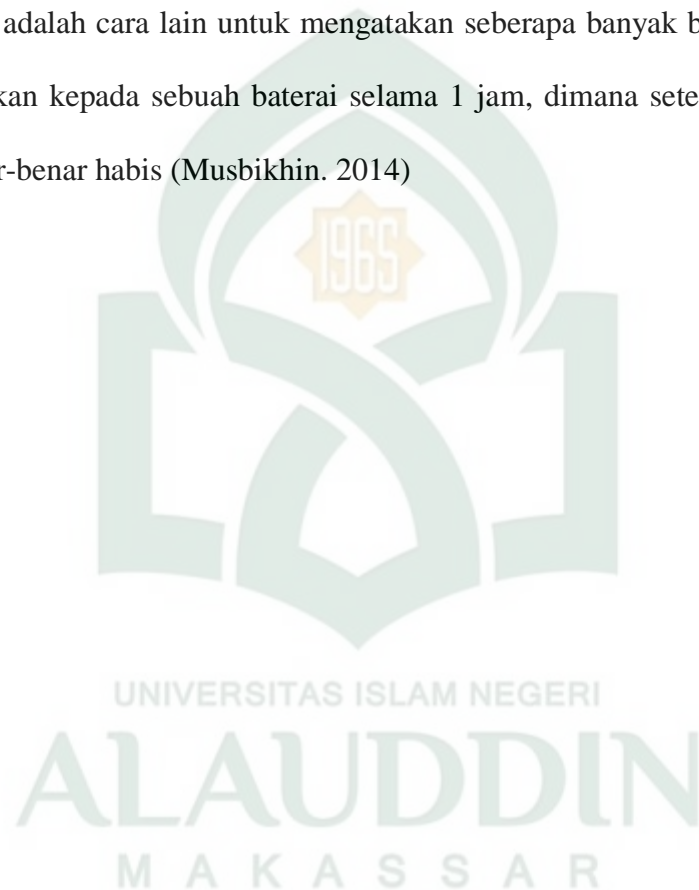 adalah cara lain untuk mengatakan seberapa banyak
kan kepada sebuah baterai selama 1 jam, dimana
r-benar habis (Musbikhin. 2014)
1965
UNIVERSITAS ISLAM NEGERI
ALAUDDIN
MAKASSAR